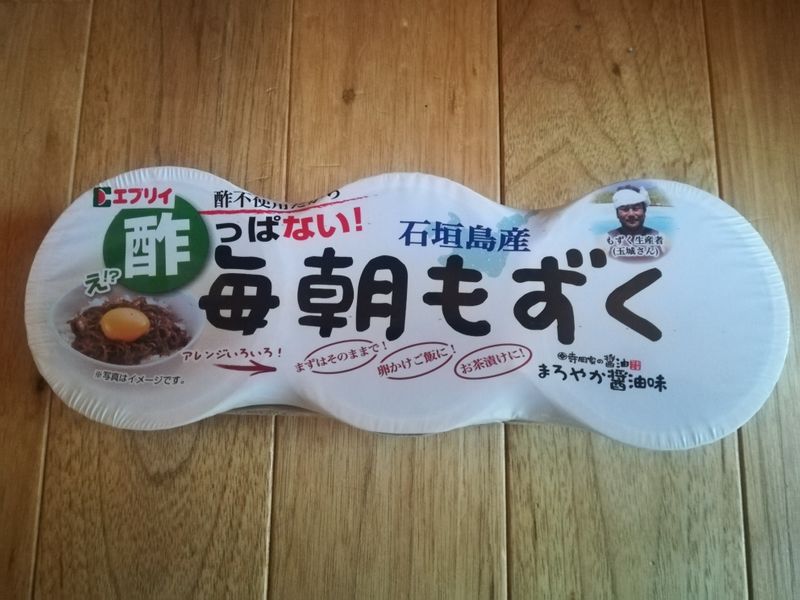 エブリイ
酢不使用だから
酢っぱない!
石垣島産
もずく生産者
(玉城さん)
毎朝もずく
え!?
アレンジいろいろ!
まずはそのままで!
卵かけご飯に!
お茶漬けに!
寺岡家の醤油
まろやか醤油味
※写真はイメージです。